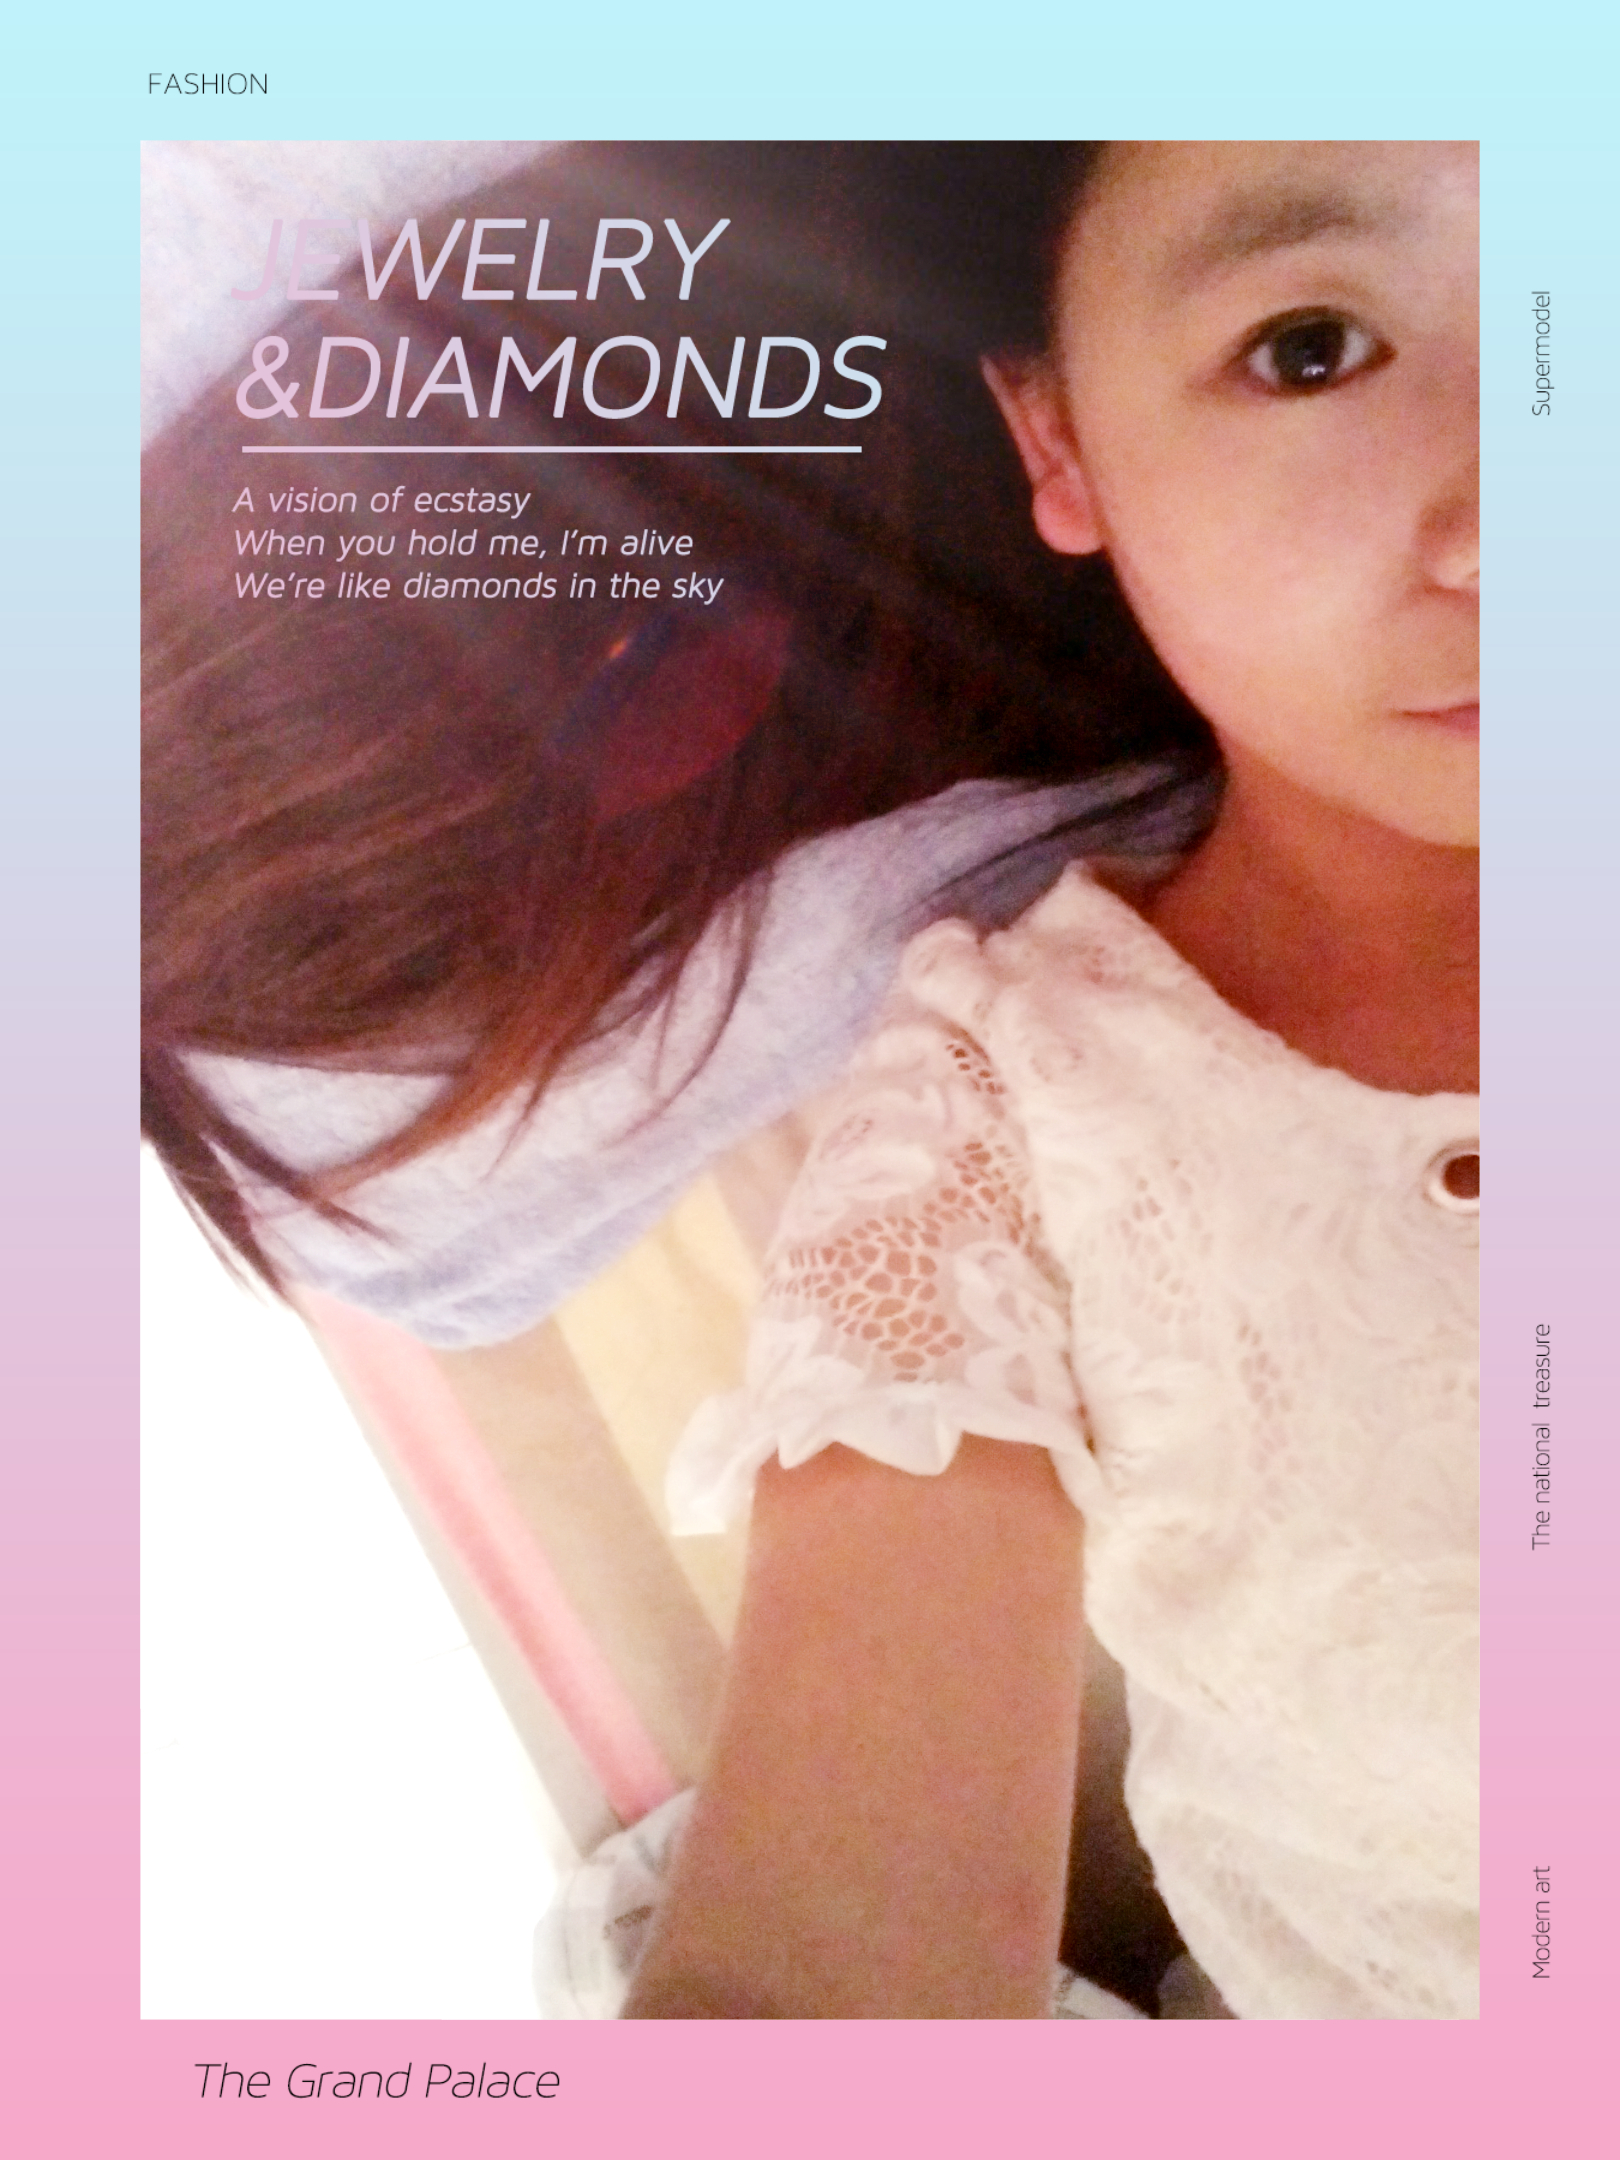 FASHION
JEWELRY
&DIAMONDS
A vision of ecstasy
When you hold me, I'm alive
We're like diamonds in the sky
Supermodel
The national treasure
Modern art
The Grand Palace